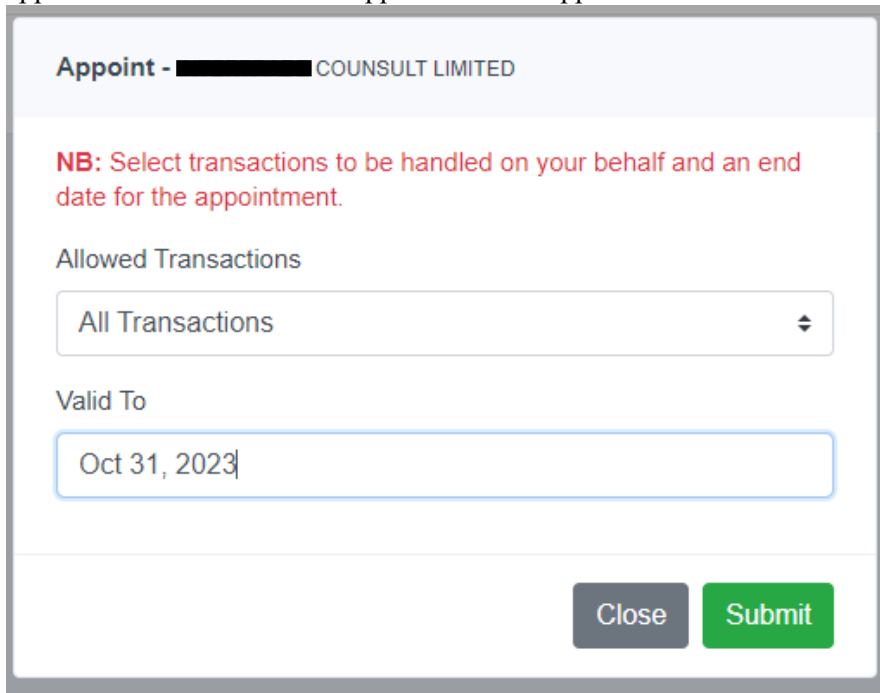 Appoint - COUNSULT LIMITED
NB: Select transactions to be handled on your behalf and an end
date for the appointment.
Allowed Transactions
All Transactions
Valid To
Oct 31, 2023
Close Submit